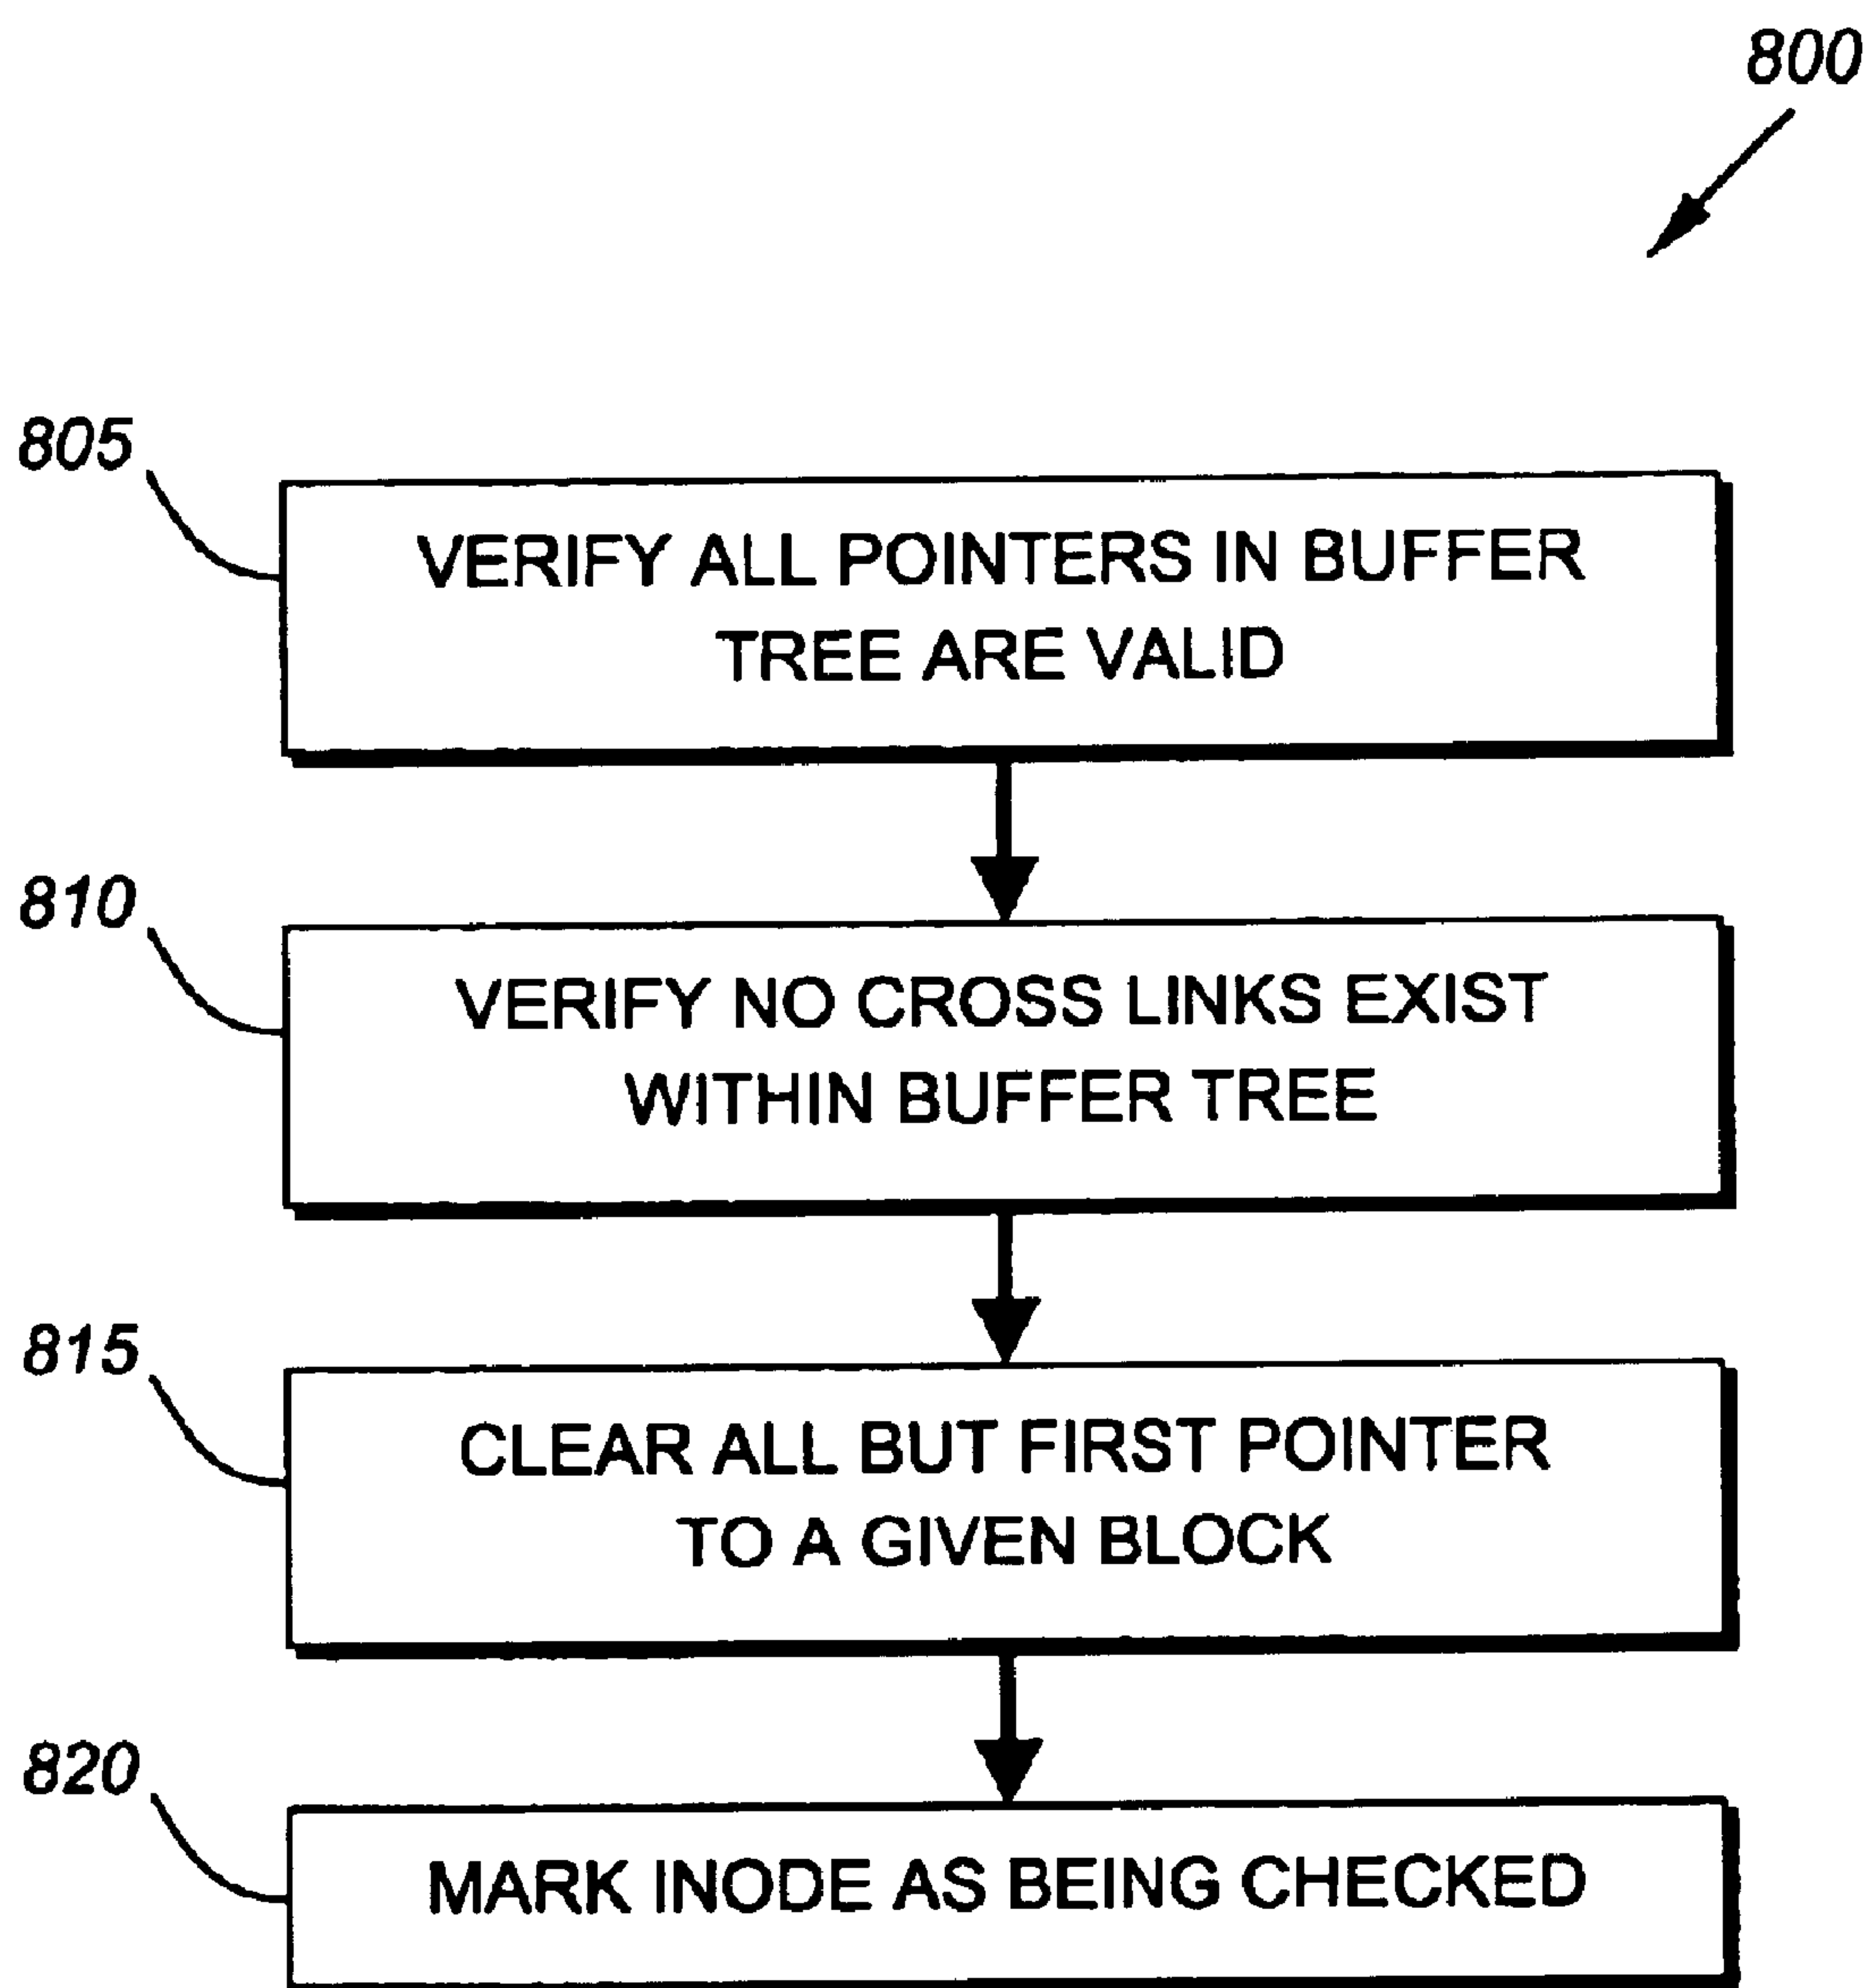 800
805
VERIFY ALL POINTERS IN BUFFER
TREE ARE VALID
810
VERIFY NO CROSS LINKS EXIST
WITHIN BUFFER TREE
815
CLEAR ALL BUT FIRST POINTER
TO A GIVEN BLOCK
820
MARK INODE AS BEING CHECKED